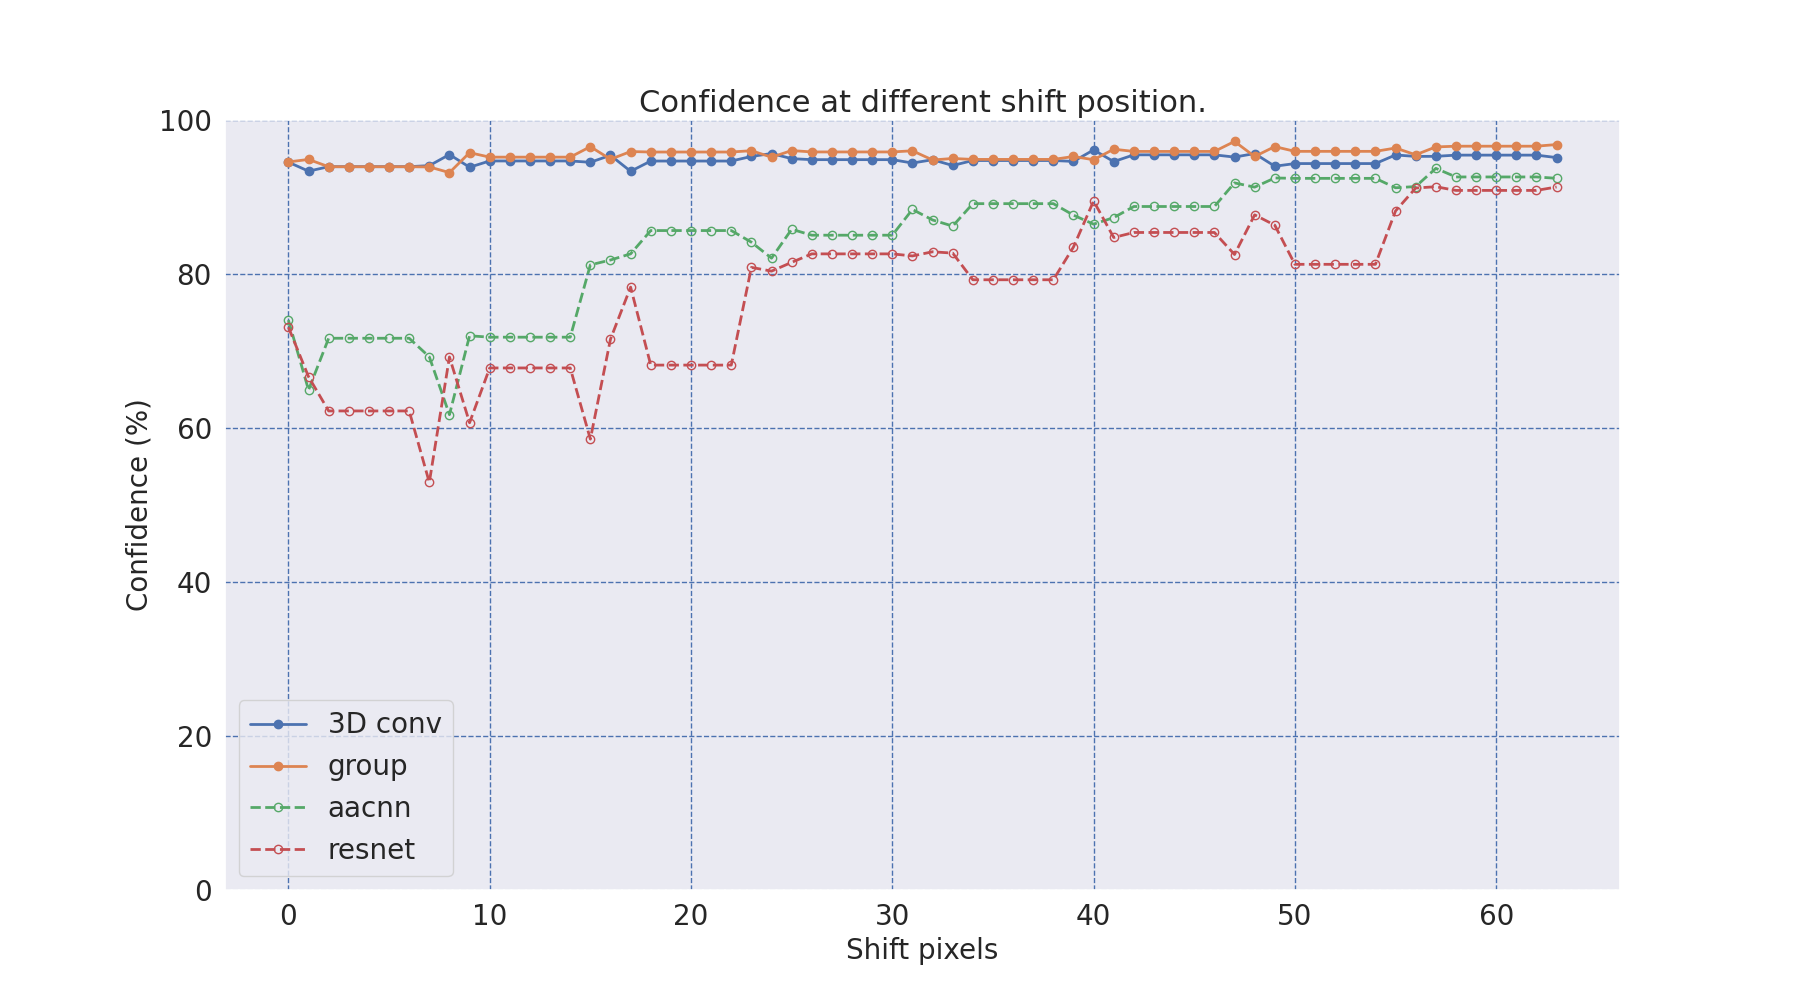 Confidence at different shift position.
100
80
60
40
20
0
Confidence (%)
3D conv
group
aacnn
resnet
0 10 20 30 40 50 60
Shift pixels